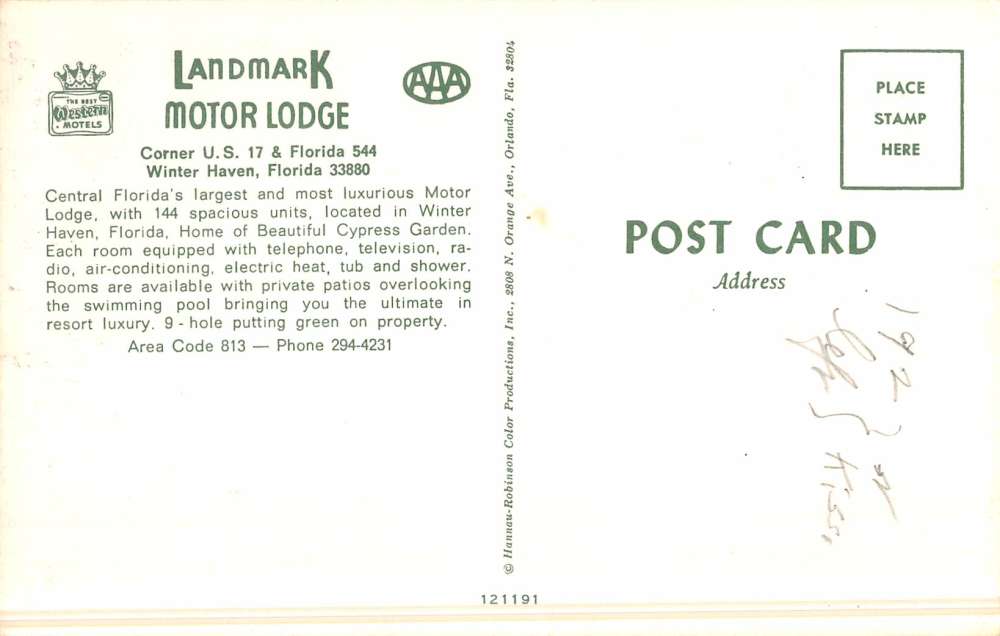 THE BEST
Western
MOTELS
LANDMARK
MOTOR LODGE
AAA
Corner U.S. 17 & Florida 544
Winter Haven, Florida 33880
Central Florida's largest and most luxurious Motor
Lodge, with 144 spacious units, located in Winter
Haven, Florida, Home of Beautiful Cypress Garden.
Each room equipped with telephone, television, ra-
dio, air-conditioning, electric heat, tub and shower.
Rooms are available with private patios overlooking
the swimming pool bringing you the ultimate in
resort luxury. 9 - hole putting green on property.
Area Code 813 — Phone 294-4231
© Hannau-Robinson Color Productions, Inc., 2808 N. Orange Ave., Orlando, Fla. 32804
121191
PLACE
STAMP
HERE
POST CARD
Address
192